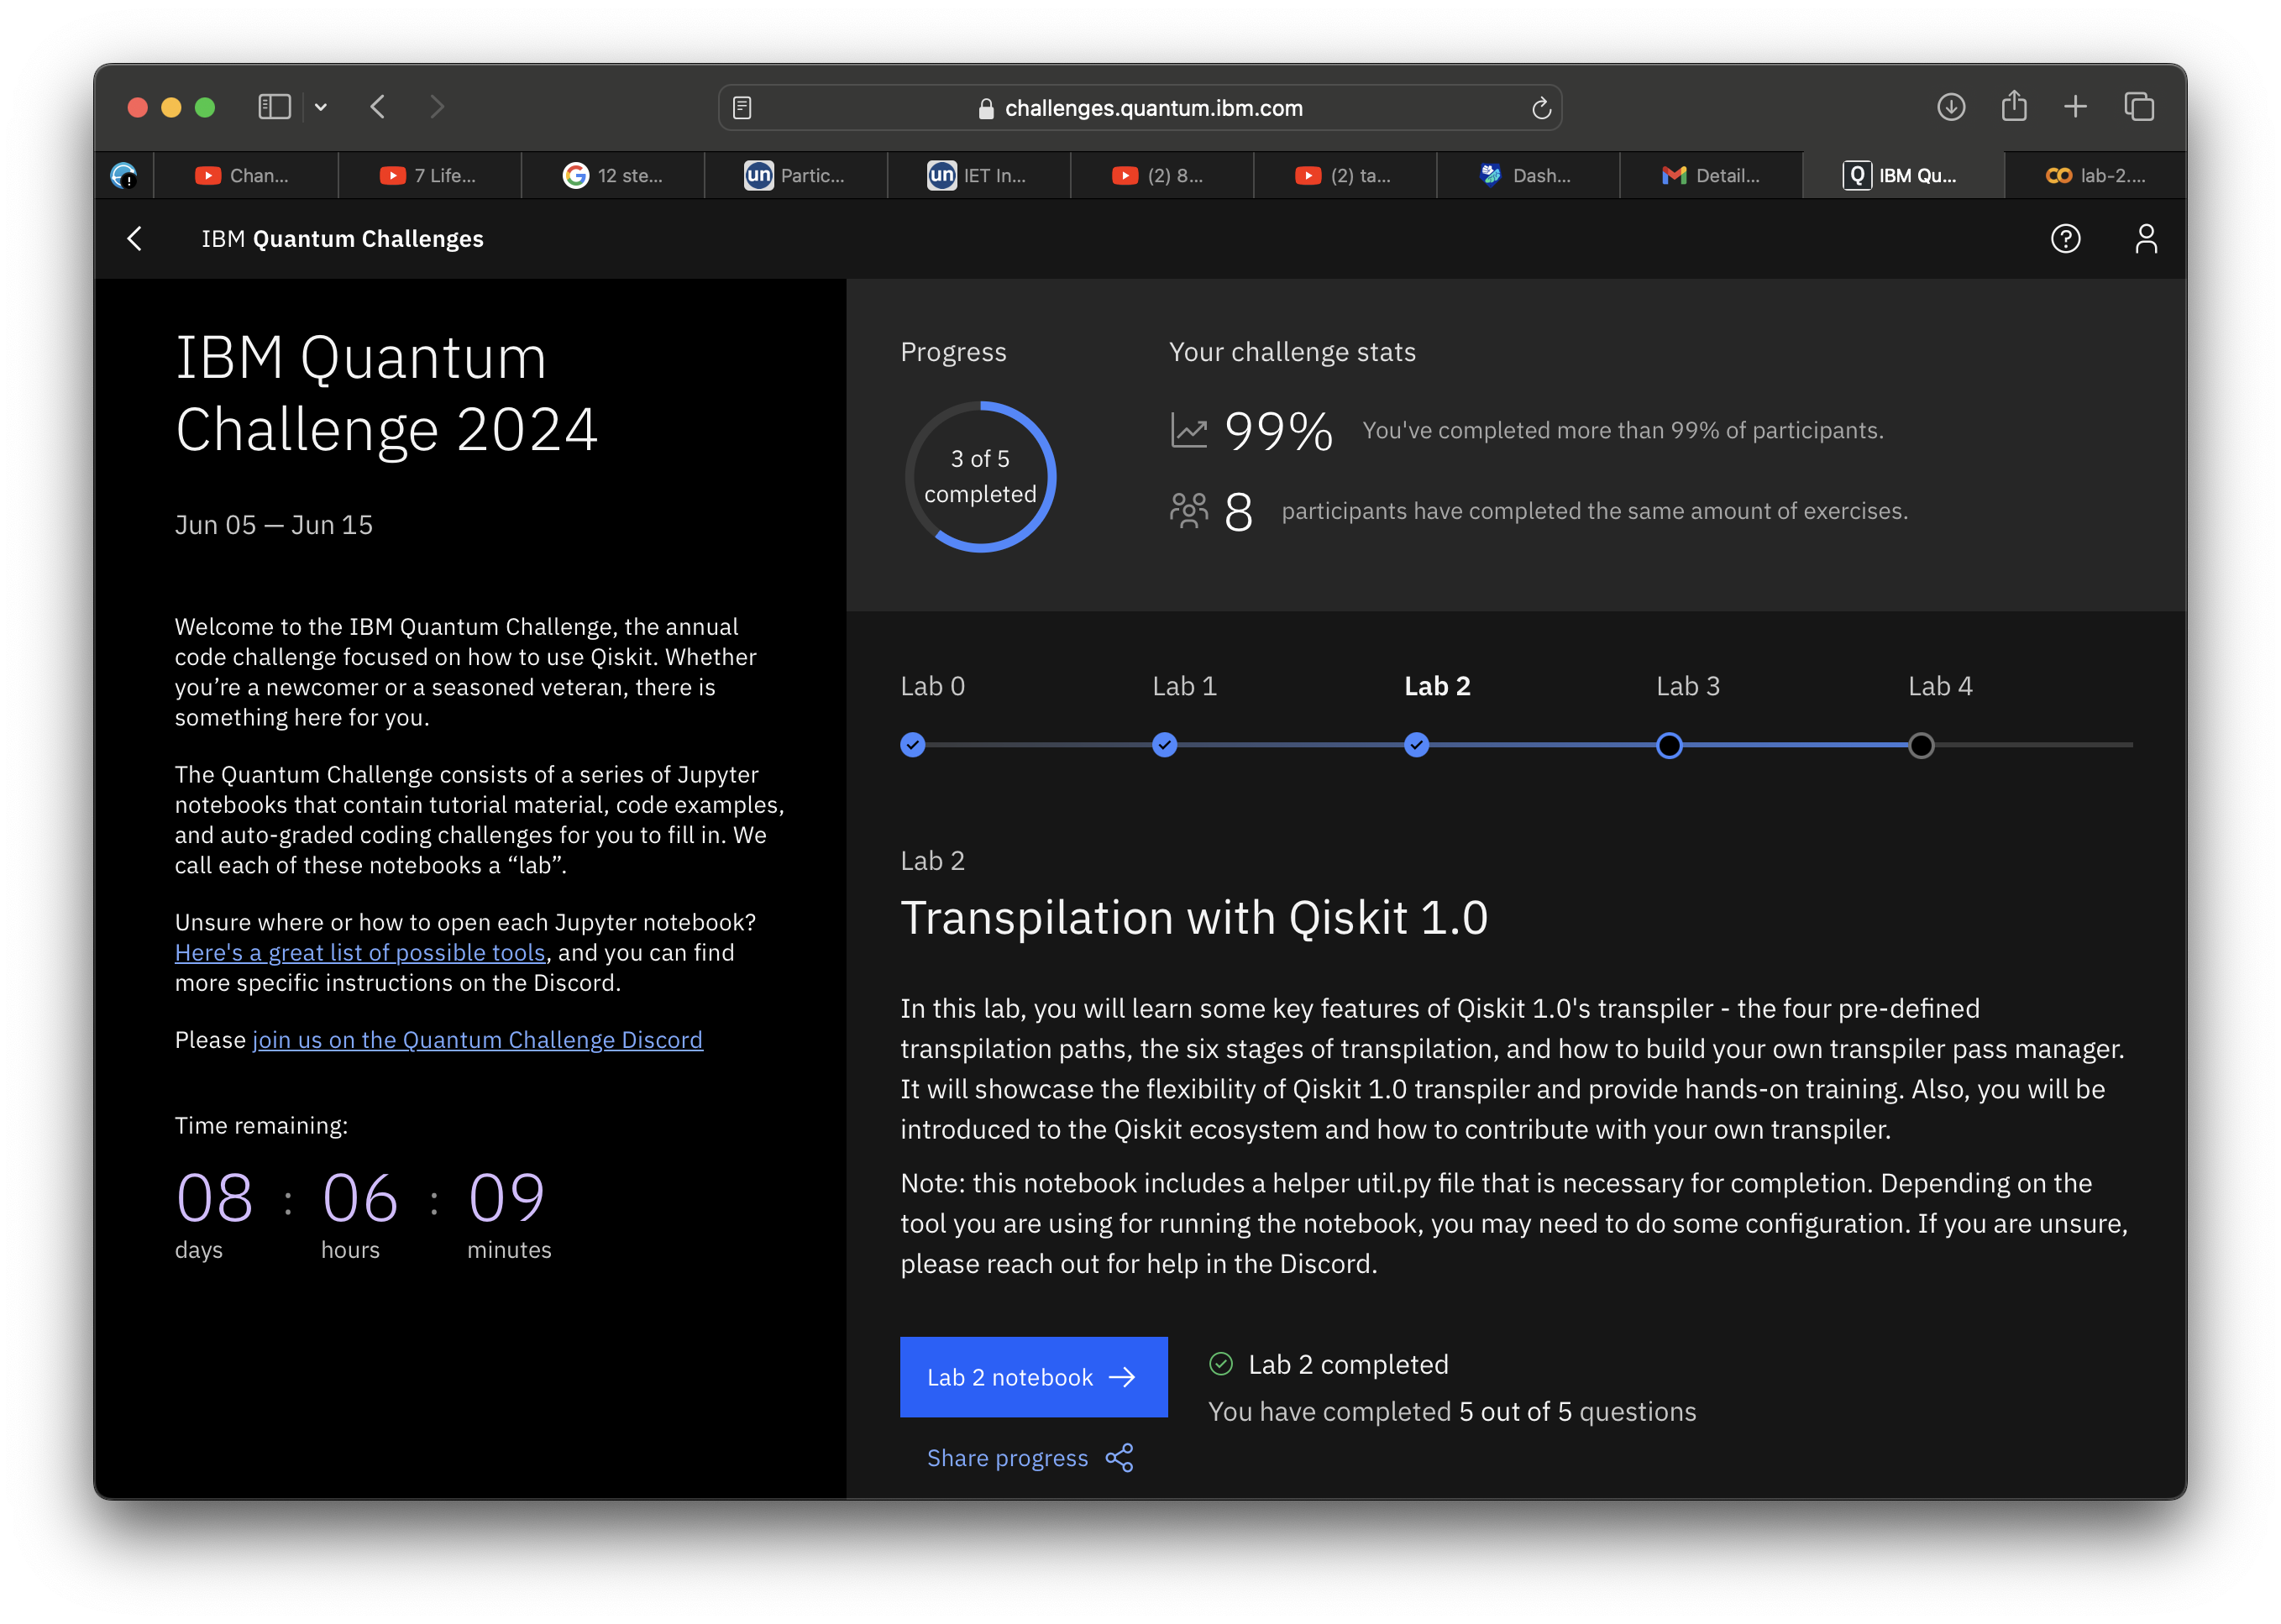 challenges.quantum.ibm.com
Chan...
7 Life...
12 ste...
un Partic...
un IET In...
(2) 8...
(2) ta...
Dash...
Detail...
Q IBM Qu...
lab-2....
IBM Quantum Challenges
IBM Quantum
Challenge 2024
Jun 05 — Jun 15
Welcome to the IBM Quantum Challenge, the annual
code challenge focused on how to use Qiskit. Whether
you’re a newcomer or a seasoned veteran, there is
something here for you.
The Quantum Challenge consists of a series of Jupyter
notebooks that contain tutorial material, code examples,
and auto-graded coding challenges for you to fill in. We
call each of these notebooks a “lab”.
Unsure where or how to open each Jupyter notebook?
Here's a great list of possible tools, and you can find
more specific instructions on the Discord.
Please join us on the Quantum Challenge Discord
Time remaining:
08 : 06 : 09
days hours minutes
Progress
3 of 5
completed
Your challenge stats
99% You've completed more than 99% of participants.
8 participants have completed the same amount of exercises.
Lab 0 Lab 1 Lab 2 Lab 3 Lab 4
Lab 2
Transpilation with Qiskit 1.0
In this lab, you will learn some key features of Qiskit 1.0's transpiler - the four pre-defined
transpilation paths, the six stages of transpilation, and how to build your own transpiler pass manager.
It will showcase the flexibility of Qiskit 1.0 transpiler and provide hands-on training. Also, you will be
introduced to the Qiskit ecosystem and how to contribute with your own transpiler.
Note: this notebook includes a helper util.py file that is necessary for completion. Depending on the
tool you are using for running the notebook, you may need to do some configuration. If you are unsure,
please reach out for help in the Discord.
Lab 2 notebook
Lab 2 completed
You have completed 5 out of 5 questions
Share progress